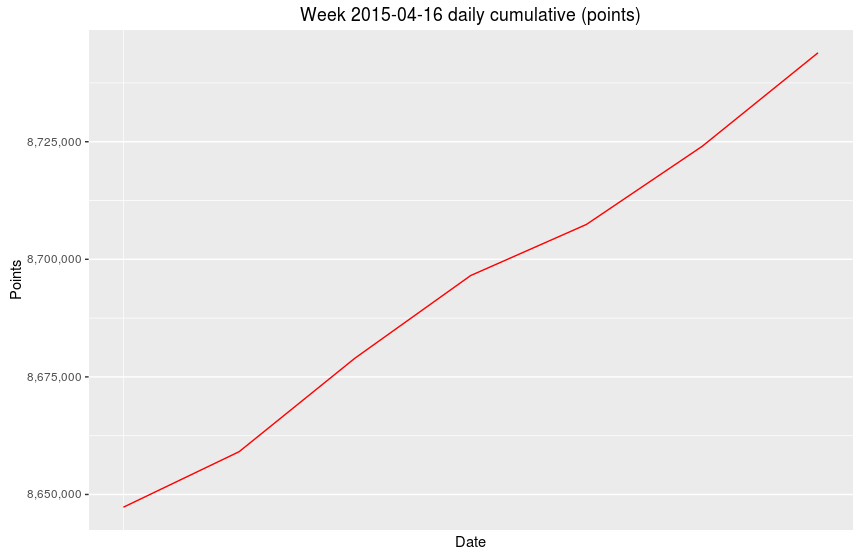 Week 2015-04-16 daily cumulative (points)
8,725,000
8,700,000
Points
8,675,000
8,650,000
Date